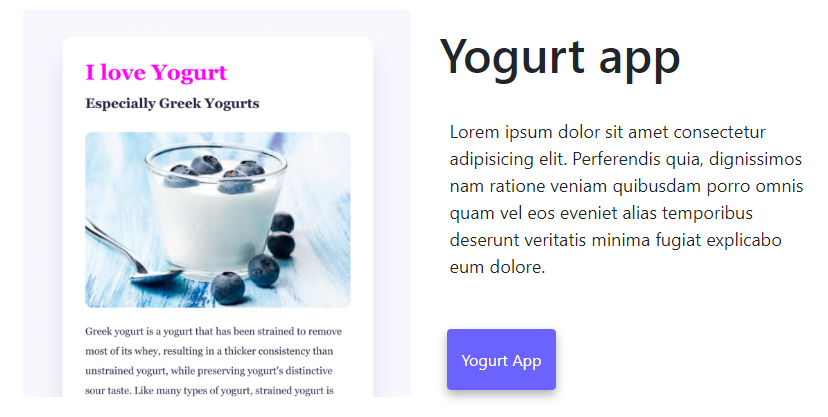 I love Yogurt
Especially Greek Yogurts
Greek yogurt is a yogurt that has been strained to remove
most of its whey, resulting in a thicker consistency than
unstrained yogurt, while preserving yogurt's distinctive
sour taste. Like many types of yogurt, strained yogurt is
Yogurt app
Lorem ipsum dolor sit amet consectetur
adipisicing elit. Perferendis quia, dignissimos
nam ratione veniam quibusdam porro omnis
quam vel eos eveniet alias temporibus
deserunt veritatis minima fugiat explicabo
eum dolore.
Yogurt App